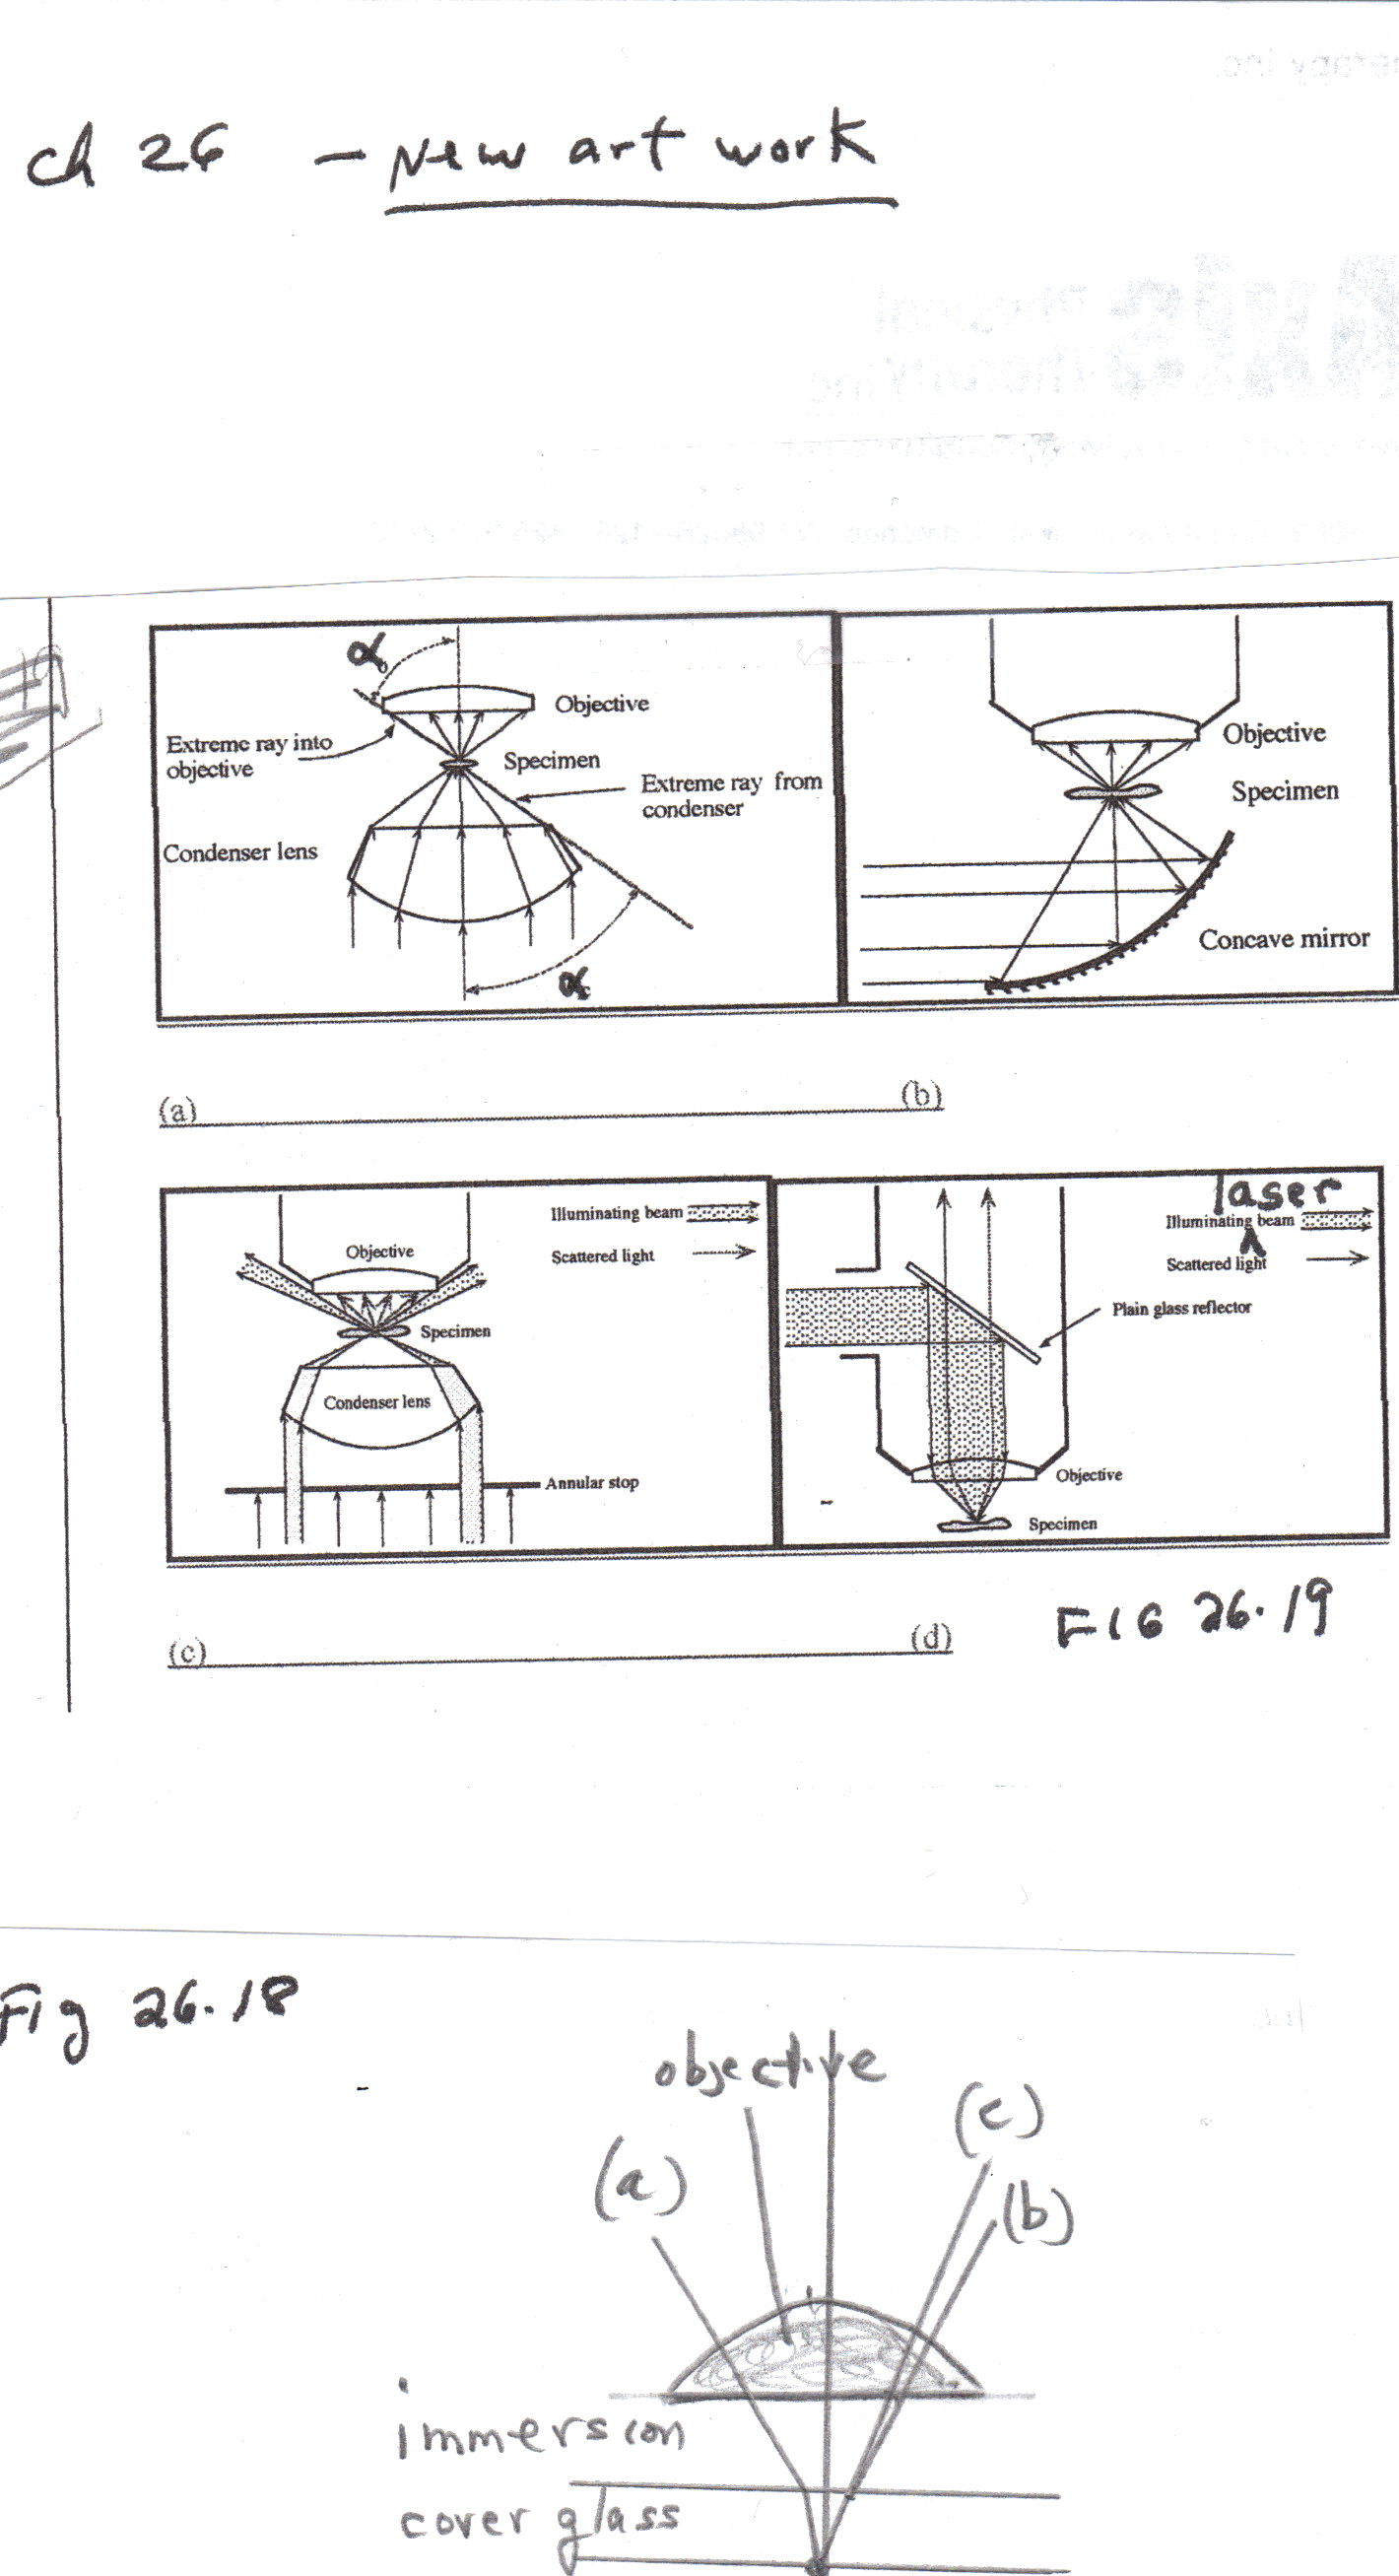 ch 26 - New art work
αo
Objective
Extreme ray into
objective
Specimen
Extreme ray from
condenser
Condenser lens
αc
Objective
Specimen
Concave mirror
(a)
(b)
Illuminating beam
Scattered light
Objective
Specimen
Condenser lens
Annular stop
laser
Illuminating beam
Scattered light
Plain glass reflector
Objective
Specimen
(c)
(d)
FIG 26.19
Fig 26.18
objective
(c)
(a)
(b)
immersion
cover glass